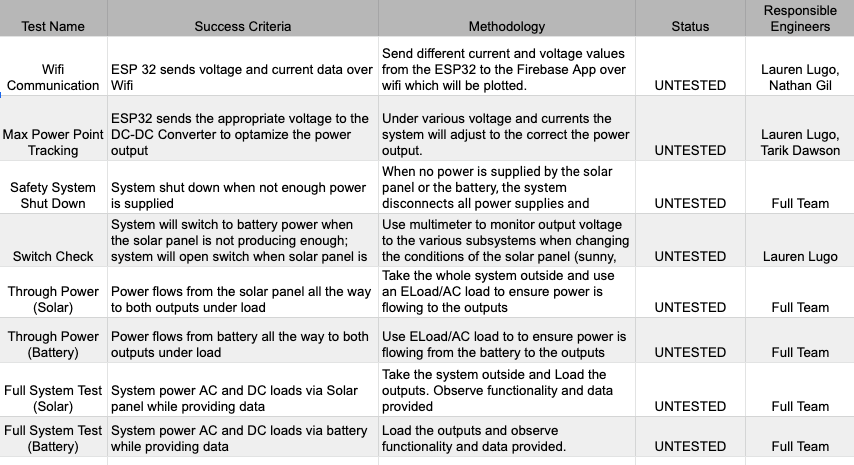 Test Name
Success Criteria
Methodology
Status
Responsible
Engineers
Wifi
Communication
ESP 32 sends voltage and current data over
Wifi
Send different current and voltage values
from the ESP32 to the Firebase App over
wifi which will be plotted.
UNTESTED
Lauren Lugo,
Nathan Gil
Max Power Point
Tracking
ESP32 sends the appropriate voltage to the
DC-DC Converter to optamize the power
output
Under various voltage and currents the
system will adjust to the correct the power
output.
UNTESTED
Lauren Lugo,
Tarik Dawson
Safety System
Shut Down
System shut down when not enough power
is supplied
When no power is supplied by the solar
panel or the battery, the system
disconnects all power supplies and
UNTESTED
Full Team
Switch Check
System will switch to battery power when
the solar panel is not producing enough;
system will open switch when solar panel is
Use multimeter to monitor output voltage
to the various subsystems when changing
the conditions of the solar panel (sunny,
UNTESTED
Lauren Lugo
Through Power
(Solar)
Power flows from the solar panel all the way
to both outputs under load
Take the whole system outside and use
an ELoad/AC load to ensure power is
flowing to the outputs
UNTESTED
Full Team
Through Power
(Battery)
Power flows from battery all the way to both
outputs under load
Use ELoad/AC load to to ensure power is
flowing from the battery to the outputs
UNTESTED
Full Team
Full System Test
(Solar)
System power AC and DC loads via Solar
panel while providing data
Take the system outside and Load the
outputs. Observe functionality and data
provided
UNTESTED
Full Team
Full System Test
(Battery)
System power AC and DC loads via battery
while providing data
Load the outputs and observe
functionality and data provided.
UNTESTED
Full Team